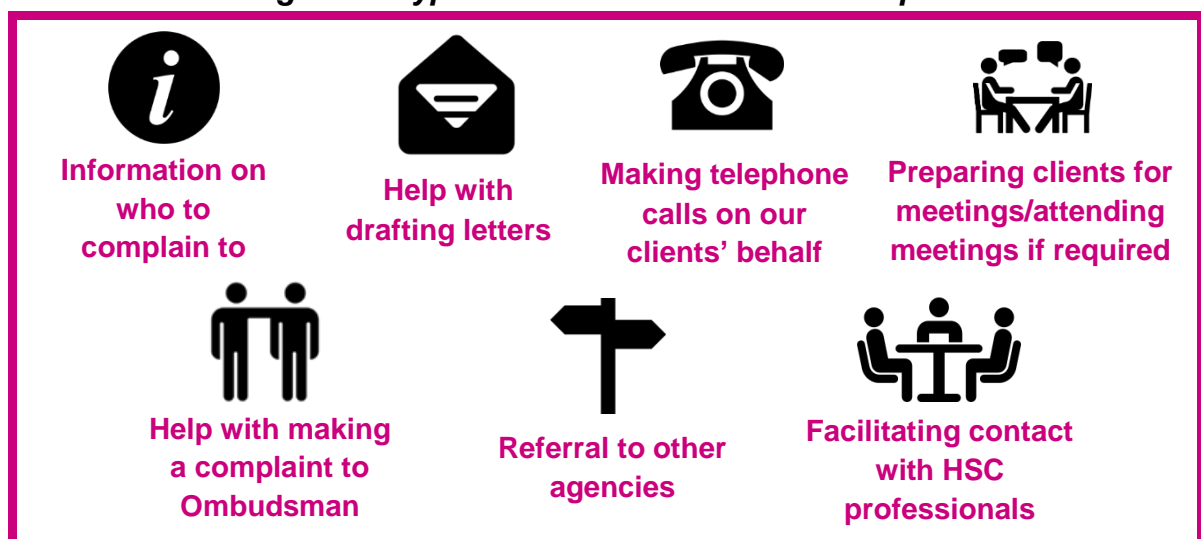 Information on
who to
complain to
Help with
drafting letters
Making telephone
calls on our
clients' behalf
Preparing clients for
meetings/attending
meetings if required
Help with making
a complaint to
Ombudsman
Referral to other
agencies
Facilitating contact
with HSC
professionals